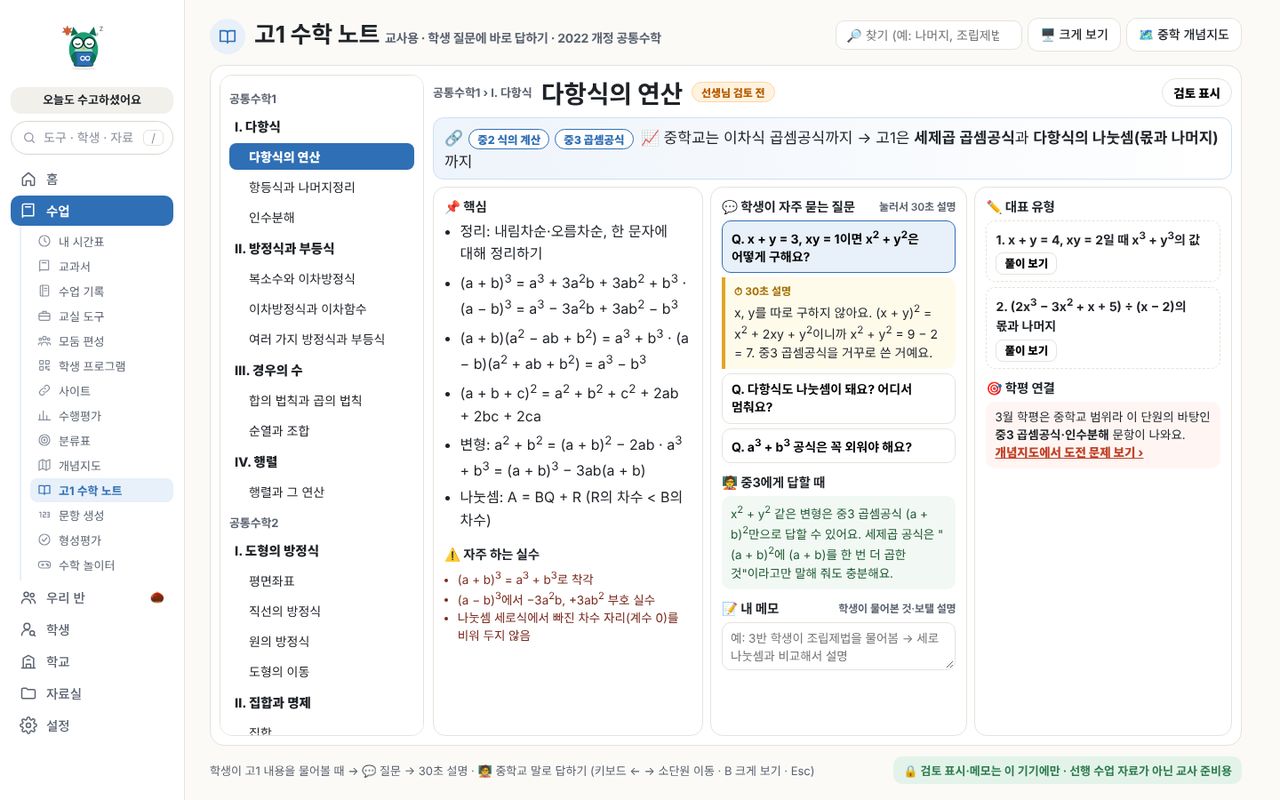 오늘도 수고하셨어요
도구 · 학생 · 자료 /
홈
수업
내 시간표
교과서
수업 기록
교실 도구
모둠 편성
학생 프로그램
사이트
수행평가
분류표
개념지도
고1 수학 노트
문항 생성
형성평가
수학 놀이터
우리 반
학생
학교
자료실
설정
고1 수학 노트 교사용 · 학생 질문에 바로 답하기 · 2022 개정 공통수학
🔎 찾기 (예: 나머지, 조립제법
🖥️ 크게 보기
🗺️ 중학 개념지도
공통수학1
I. 다항식
다항식의 연산
항등식과 나머지정리
인수분해
II. 방정식과 부등식
복소수와 이차방정식
이차방정식과 이차함수
여러 가지 방정식과 부등식
III. 경우의 수
합의 법칙과 곱의 법칙
순열과 조합
IV. 행렬
행렬과 그 연산
공통수학2
I. 도형의 방정식
평면좌표
직선의 방정식
원의 방정식
도형의 이동
II. 집합과 명제
집합
공통수학1 › I. 다항식 다항식의 연산 선생님 검토 전
검토 표시
🔗 중2 식의 계산 중3 곱셈공식 📈 중학교는 이차식 곱셈공식까지 → 고1은 세제곱 곱셈공식과 다항식의 나눗셈(몫과 나머지)
까지
📌 핵심
• 정리: 내림차순·오름차순, 한 문자에
대해 정리하기
• (a + b)³ = a³ + 3a²b + 3ab² + b³ ·
(a − b)³ = a³ − 3a²b + 3ab² − b³
• (a + b)(a² − ab + b²) = a³ + b³ · (a
− b)(a² + ab + b²) = a³ − b³
• (a + b + c)² = a² + b² + c² + 2ab
+ 2bc + 2ca
• 변형: a² + b² = (a + b)² − 2ab · a³
+ b³ = (a + b)³ − 3ab(a + b)
• 나눗셈: A = BQ + R (R의 차수 < B의
차수)
⚠️ 자주 하는 실수
• (a + b)³ = a³ + b³로 착각
• (a − b)³에서 −3a²b, +3ab² 부호 실수
• 나눗셈 세로식에서 빠진 차수 자리(계수 0)를
비워 두지 않음
💬 학생이 자주 묻는 질문 눌러서 30초 설명
Q. x + y = 3, xy = 1이면 x² + y²은
어떻게 구해요?
⏱ 30초 설명
x, y를 따로 구하지 않아요. (x + y)² =
x² + 2xy + y²이니까 x² + y² = 9 − 2
= 7. 중3 곱셈공식을 거꾸로 쓴 거예요.
Q. 다항식도 나눗셈이 돼요? 어디서
멈춰요?
Q. a³ + b³ 공식은 꼭 외워야 해요?
🧑‍🏫 중3에게 답할 때
x² + y² 같은 변형은 중3 곱셈공식 (a +
b)²만으로 답할 수 있어요. 세제곱 공식은 "
(a + b)²에 (a + b)를 한 번 더 곱한
것"이라고만 말해 줘도 충분해요.
📝 내 메모 학생이 물어본 것·보탤 설명
예: 3반 학생이 조립제법을 물어봄 → 세로
나눗셈과 비교해서 설명
✏️ 대표 유형
1. x + y = 4, xy = 2일 때 x³ + y³의 값
풀이 보기
2. (2x³ − 3x² + x + 5) ÷ (x − 2)의
몫과 나머지
풀이 보기
🎯 학평 연결
3월 학평은 중학교 범위라 이 단원의 바탕인
중3 곱셈공식·인수분해 문항이 나와요.
개념지도에서 도전 문제 보기 ›
학생이 고1 내용을 물어볼 때 → 💬 질문 → 30초 설명 · 🧑‍🏫 중학교 말로 답하기 (키보드 ← → 소단원 이동 · B 크게 보기 · Esc)
🔒 검토 표시·메모는 이 기기에만 · 선행 수업 자료가 아닌 교사 준비용